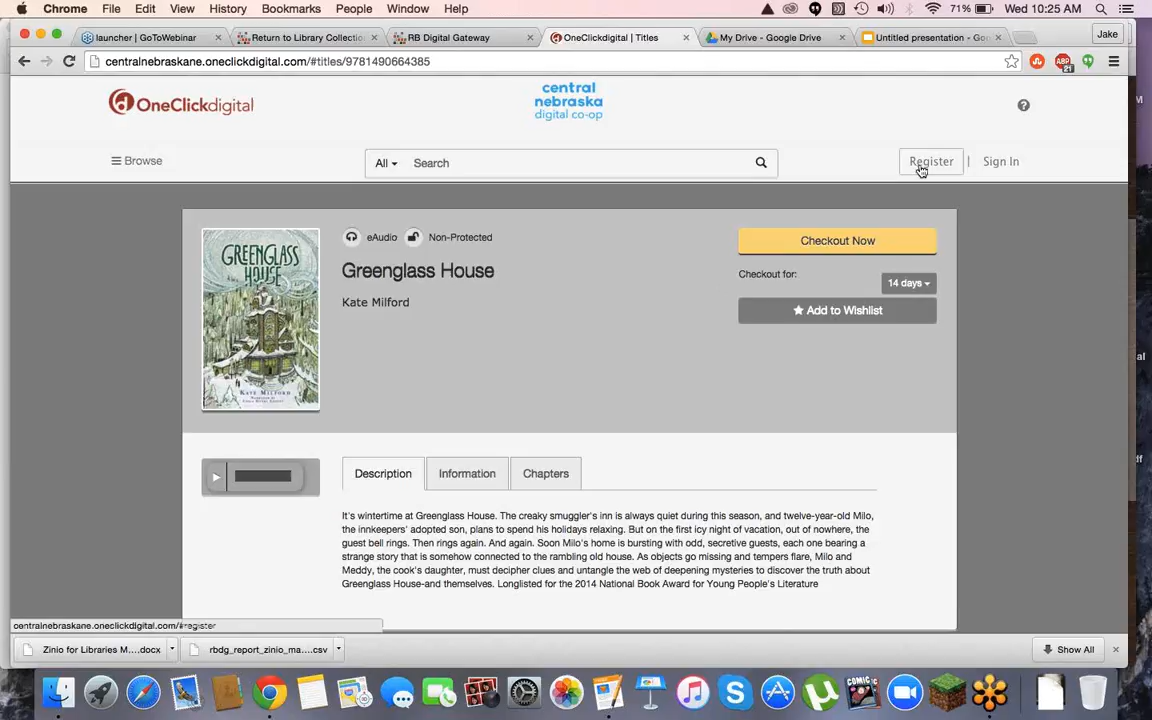 Chrome File Edit View History Bookmarks People Window Help 71% Wed 10:25 AM
launcher | GoToWebinar Return to Library Collectic RB Digital Gateway OneClickdigital | Titles My Drive - Google Drive Untitled presentation - Goo Jake
centralnebraskane.oneclickdigital.com/#titles/9781490664385
ABP
21
OneClickdigital
central
nebraska
digital co-op
Browse All Search Register | Sign In
eAudio Non-Protected
Checkout Now
Greenglass House
Kate Milford
Checkout for:
14 days
Add to Wishlist
GREENGLASS
HOUSE
KATE MILFORD
Description Information Chapters
It's wintertime at Greenglass House. The creaky smuggler's inn is always quiet during this season, and twelve-year-old Milo,
the innkeepers' adopted son, plans to spend his holidays relaxing. But on the first icy night of vacation, out of nowhere, the
guest bell rings. Then rings again. And again. Soon Milo's home is bursting with odd, secretive guests, each one bearing a
strange story that is somehow connected to the rambling old house. As objects go missing and tempers flare, Milo and
Meddy, the cook's daughter, must decipher clues and untangle the web of deepening mysteries to discover the truth about
Greenglass House-and themselves. Longlisted for the 2014 National Book Award for Young People's Literature
centralnebraskane.oneclickdigital.com/#register
Zinio for Libraries M....docx rbdg_report_zinio_ma....csv Show All